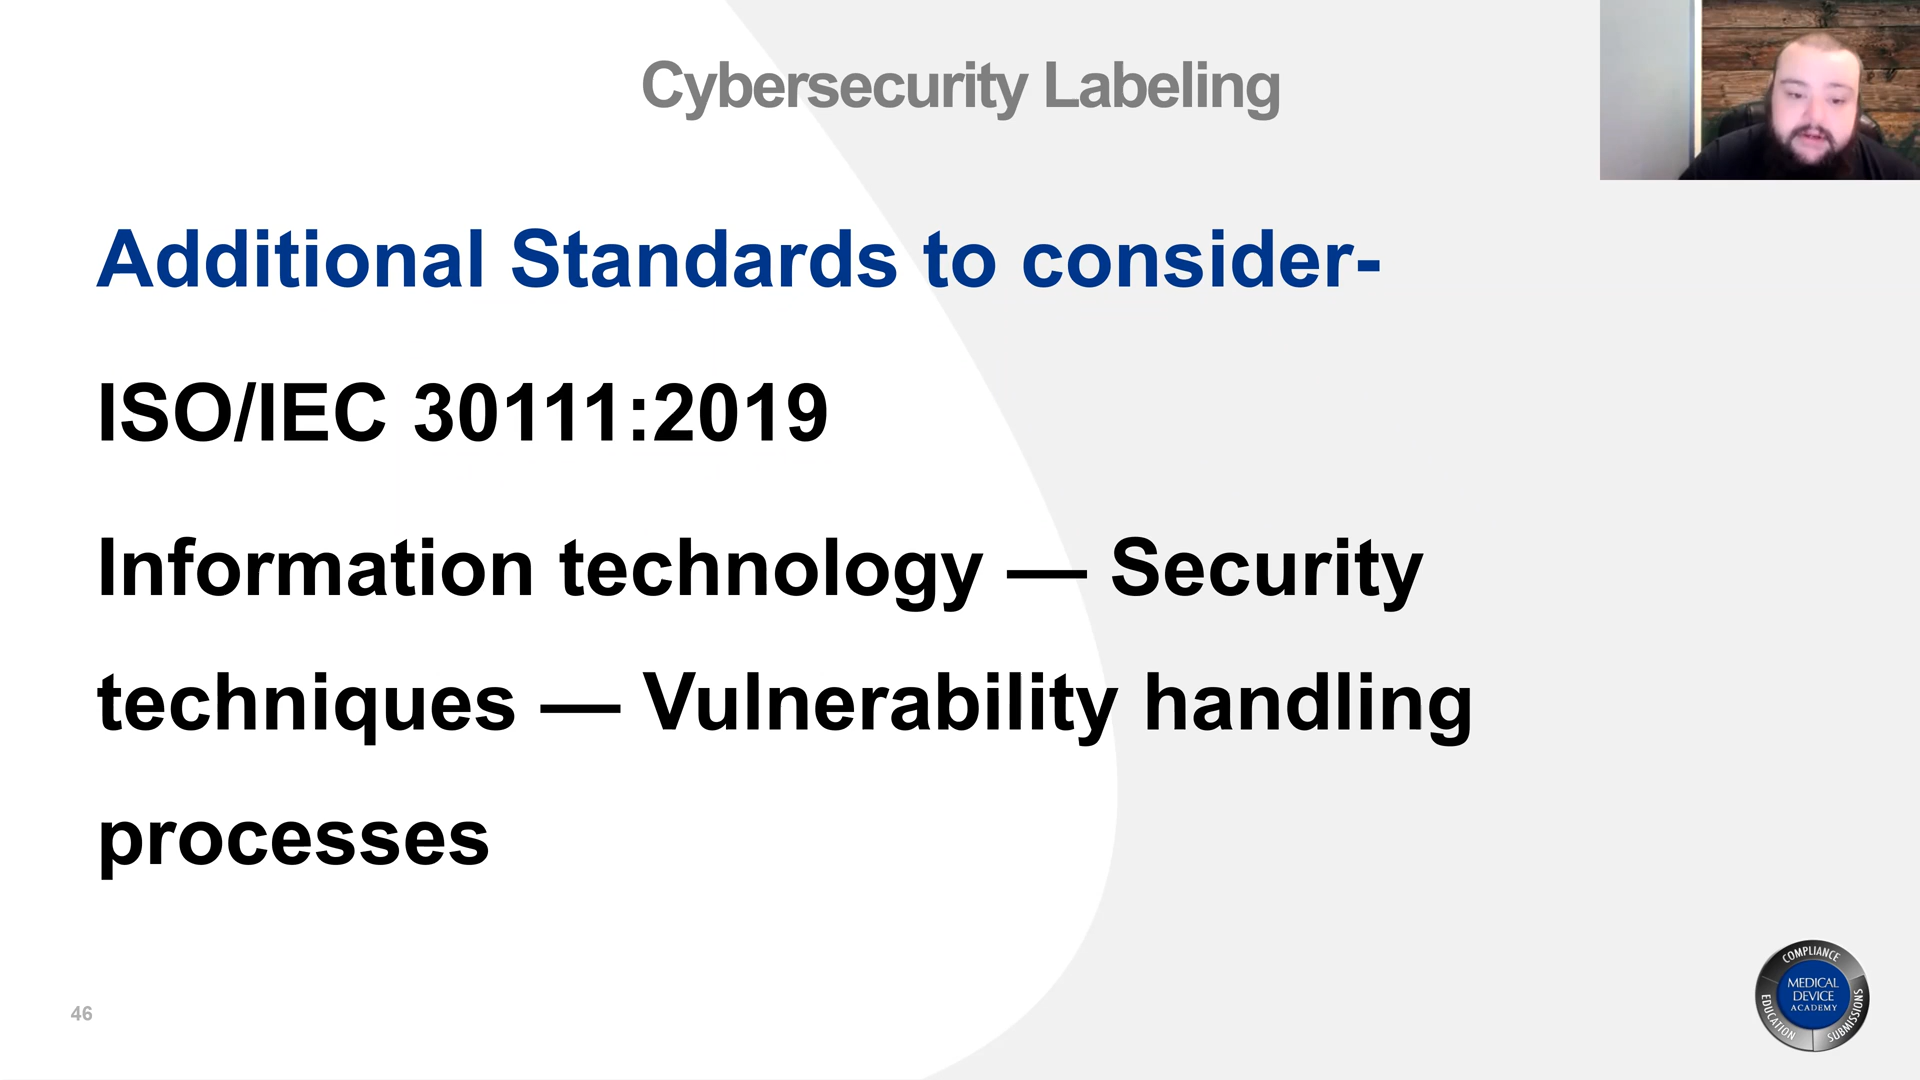 Cybersecurity Labeling
Additional Standards to consider-
ISO/IEC 30111:2019
Information technology — Security
techniques — Vulnerability handling
processes
46
COMPLIANCE
MEDICAL
DEVICE
ACADEMY
EDUCATION
SUBMISSIONS